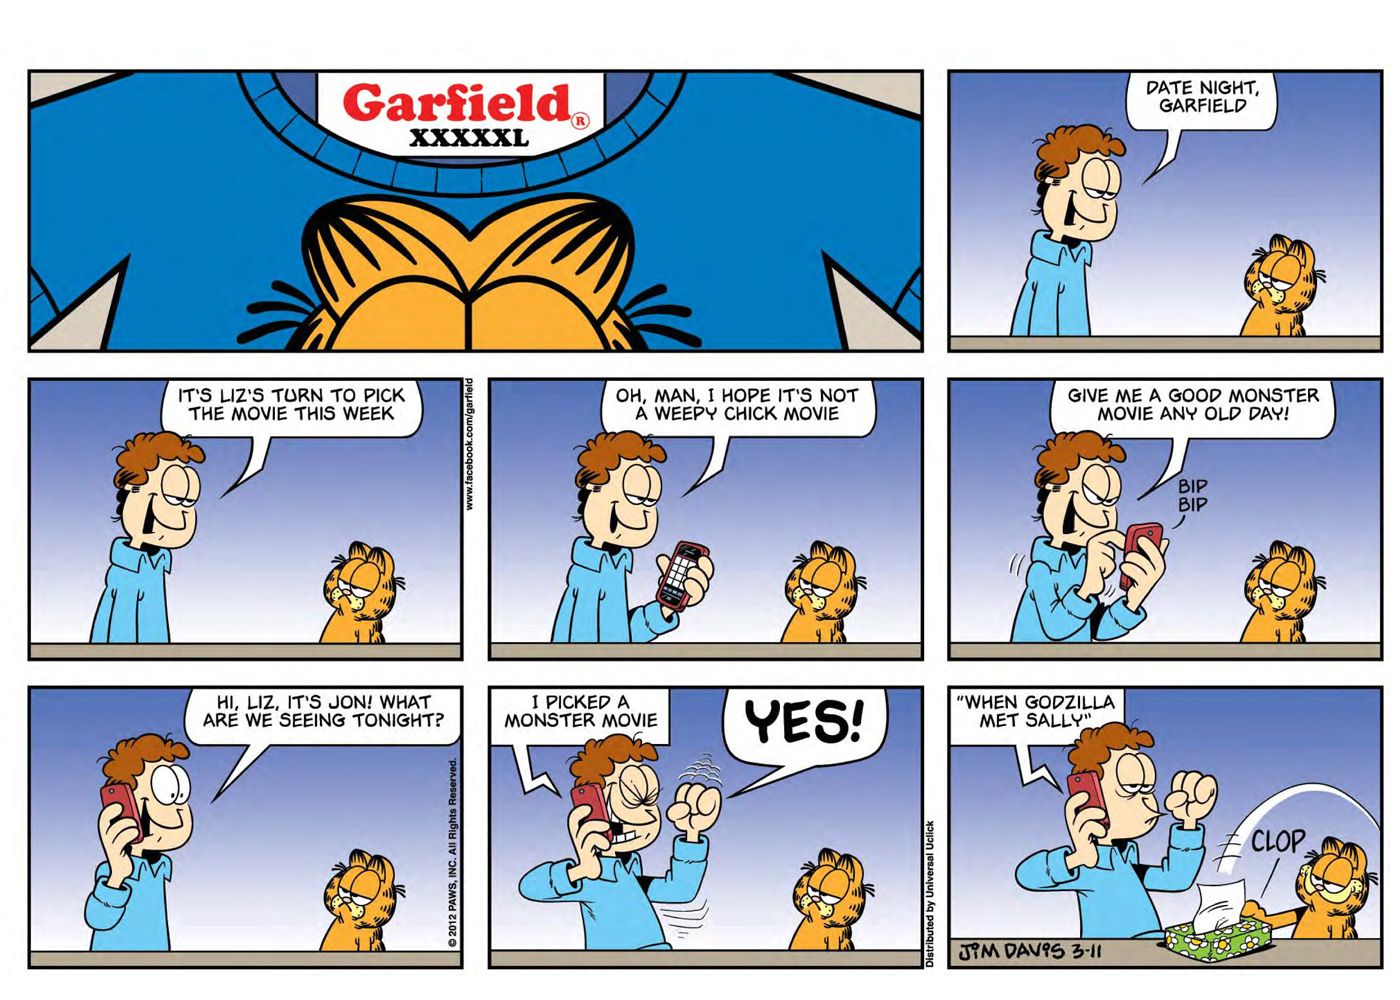 Garfield®
XXXXXL
DATE NIGHT,
GARFIELD
IT'S LIZ'S TURN TO PICK
THE MOVIE THIS WEEK
www.facebook.com/garfield
OH, MAN, I HOPE IT'S NOT
A WEEPY CHICK MOVIE
GIVE ME A GOOD MONSTER
MOVIE ANY OLD DAY!
BIP
BIP
HI, LIZ, IT'S JON! WHAT
ARE WE SEEING TONIGHT?
© 2012 PAWS, INC. All Rights Reserved.
I PICKED A
MONSTER MOVIE
YES!
Distributed by Universal Uclick
"WHEN GODZILLA
MET SALLY"
CLOP
JIM DAVIS 3-11